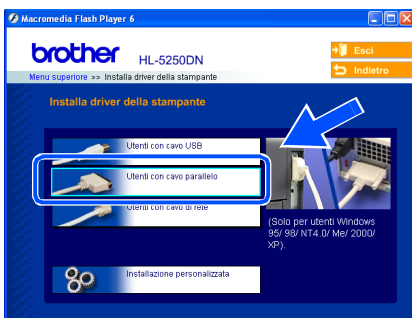 Macromedia Flash Player 6
brother
HL-5250DN
Esci
Indietro
Menu superiore »» Installa driver della stampante
Installa driver della stampante
Utenti con cavo USB
Utenti con cavo parallelo
Utenti con cavo di rete
(Solo per utenti Windows
95/ 98/ NT4.0/ Me/ 2000/
XP).
Installazione personalizzata